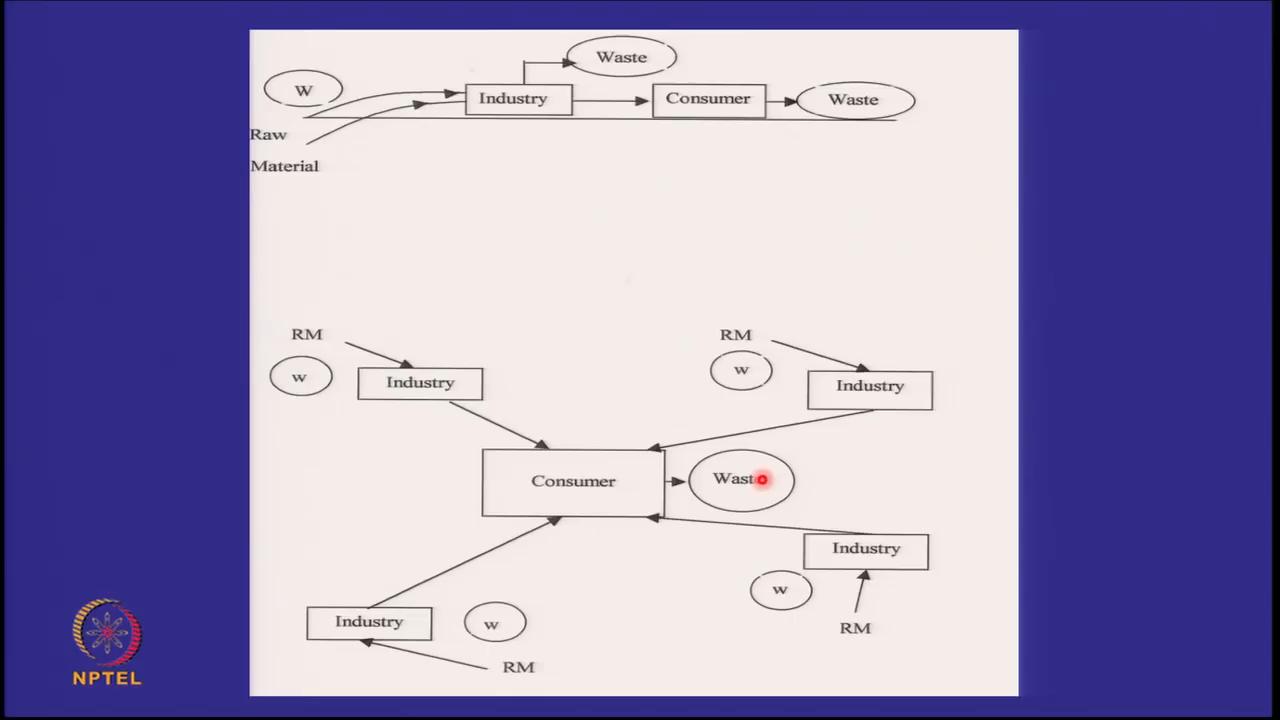 Waste
W
Industry
Consumer
Waste
Raw
Material
RM
RM
w
Industry
w
Industry
Consumer
Waste
Industry
w
RM
Industry
w
RM
NPTEL